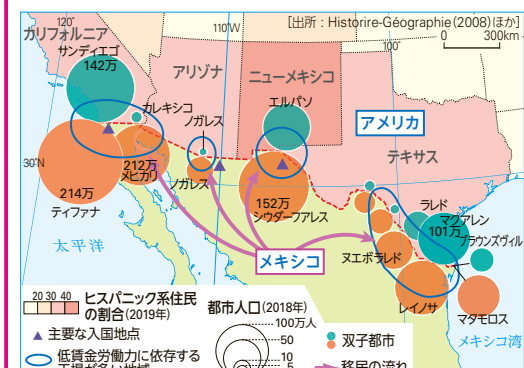 [出所:Historire-Géographie(2008)ほか]
120°
110°W
100°
0 300km
カリフォルニア
サンディエゴ
142万
アリゾナ
ニューメキシコ
カレキシコ
ノガレス
エルパソ
アメリカ
テキサス
30°N
212万
メヒカリ
ノガレス
214万
ティファナ
152万
シウダーフアレス
ラレド
マクアレン
101万
ブラウンズヴィル
太平洋
メキシコ
ヌエボラレド
レイノサ
マタモロス
メキシコ湾
20 30 40
ヒスパニック系住民
の割合(2019年)
都市人口(2018年)
100万人
50
10
5
主要な入国地点
双子都市
低賃金労働力に依存する
工場が多い地域
移民の流れ